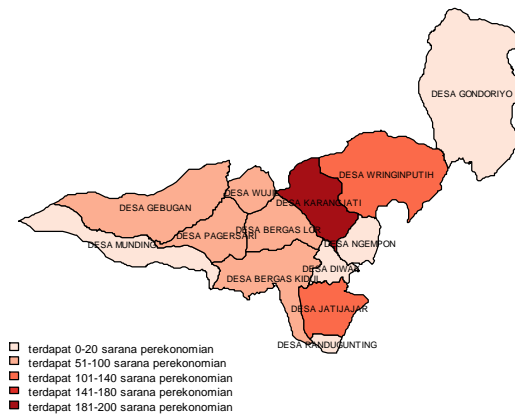 DESA GONDORIYO
DESA WRINGINPUTIH
DESA WUJIL
DESA KARANGJATI
DESA GEBUGAN
DESA PAGERSARI
DESA BERGAS LOR
DESA NGEMPON
DESA MUNDING
DESA DIWAK
DESA BERGAS KIDUL
DESA JATIJAJAR
DESA RANDUGUNTING
terdapat 0-20 sarana perekonomian
terdapat 51-100 sarana perekonomian
terdapat 101-140 sarana perekonomian
terdapat 141-180 sarana perekonomian
terdapat 181-200 sarana perekonomian